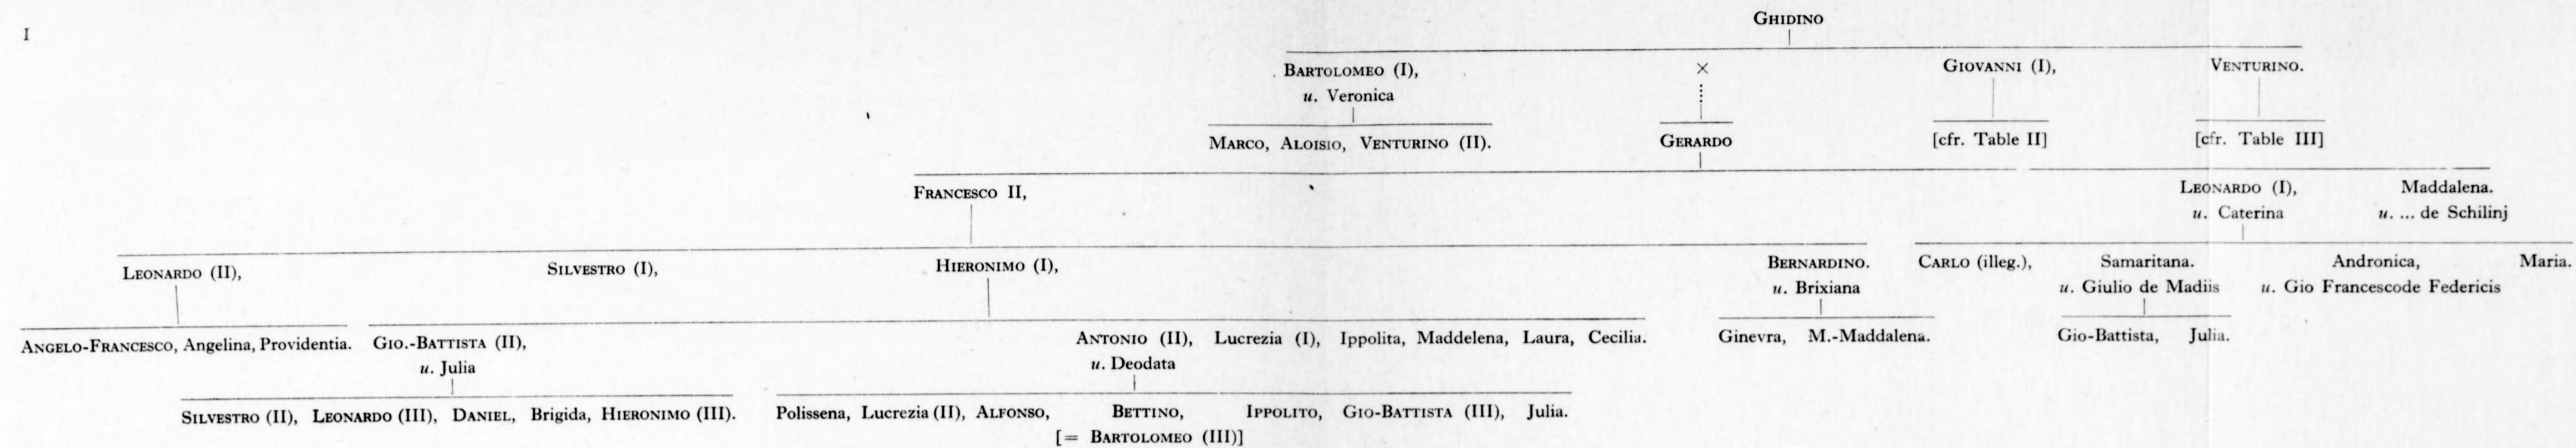 GHIDINO
I
BARTOLOMEO (I), × GIOVANNI (I), VENTURINO.
u. Veronica
MARCO, ALOISIO, VENTURINO (II). GERARDO [cfr. Table II] [cfr. Table III]
FRANCESCO II, LEONARDO (I), Maddalena.
u. Caterina u. ... de Schilinj
LEONARDO (II), SILVESTRO (I), HIERONIMO (I), BERNARDINO. CARLO (illeg.), Samaritana. Andronica, Maria.
u. Brixiana u. Giulio de Madiis u. Gio Francescode Federicis
ANGELO-FRANCESCO, Angelina, Providentia. GIO.-BATTISTA (II), ANTONIO (II), Lucrezia (I), Ippolita, Maddelena, Laura, Cecilia. Ginevra, M.-Maddalena. Gio-Battista, Julia.
u. Julia u. Deodata
SILVESTRO (II), LEONARDO (III), DANIEL, Brigida, HIERONIMO (III). Polissena, Lucrezia (II), ALFONSO, BETTINO, IPPOLITO, GIO-BATTISTA (III), Julia.
[= BARTOLOMEO (III)]